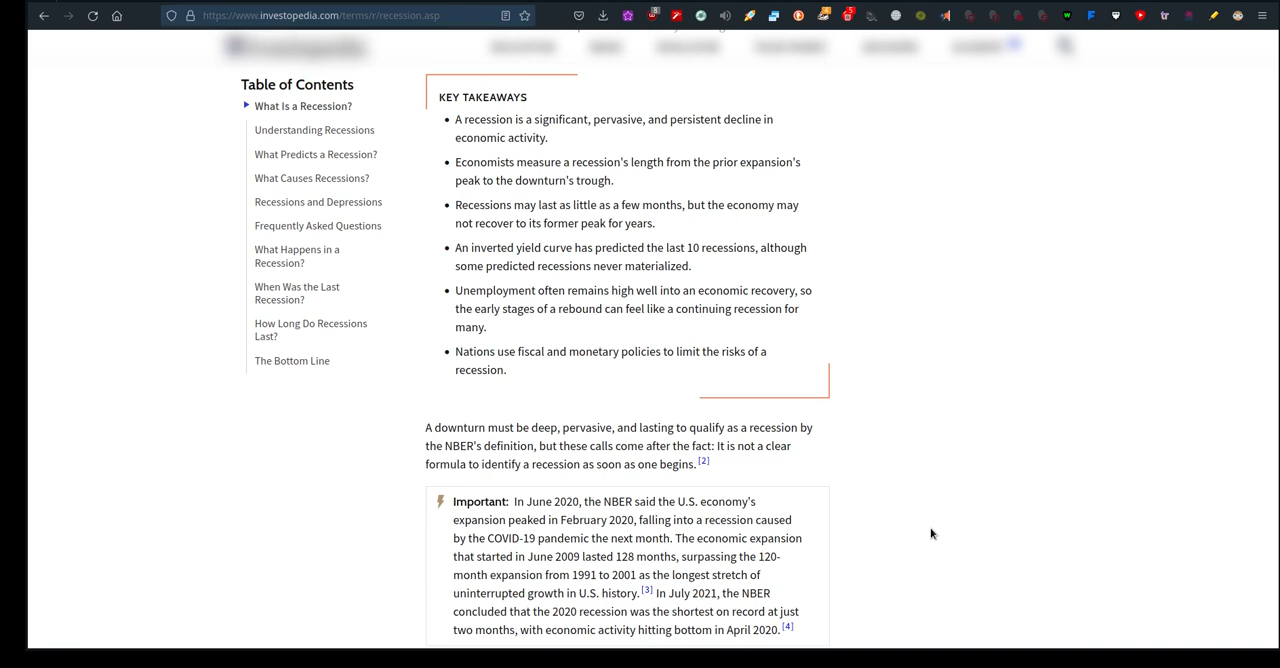 https://www.investopedia.com/terms/r/recession.asp
Table of Contents
What Is a Recession?
Understanding Recessions
What Predicts a Recession?
What Causes Recessions?
Recessions and Depressions
Frequently Asked Questions
What Happens in a
Recession?
When Was the Last
Recession?
How Long Do Recessions
Last?
The Bottom Line
KEY TAKEAWAYS
• A recession is a significant, pervasive, and persistent decline in
economic activity.
• Economists measure a recession's length from the prior expansion's
peak to the downturn's trough.
• Recessions may last as little as a few months, but the economy may
not recover to its former peak for years.
• An inverted yield curve has predicted the last 10 recessions, although
some predicted recessions never materialized.
• Unemployment often remains high well into an economic recovery, so
the early stages of a rebound can feel like a continuing recession for
many.
• Nations use fiscal and monetary policies to limit the risks of a
recession.
A downturn must be deep, pervasive, and lasting to qualify as a recession by
the NBER's definition, but these calls come after the fact: It is not a clear
formula to identify a recession as soon as one begins. [2]
Important: In June 2020, the NBER said the U.S. economy's
expansion peaked in February 2020, falling into a recession caused
by the COVID-19 pandemic the next month. The economic expansion
that started in June 2009 lasted 128 months, surpassing the 120-
month expansion from 1991 to 2001 as the longest stretch of
uninterrupted growth in U.S. history. [3] In July 2021, the NBER
concluded that the 2020 recession was the shortest on record at just
two months, with economic activity hitting bottom in April 2020. [4]